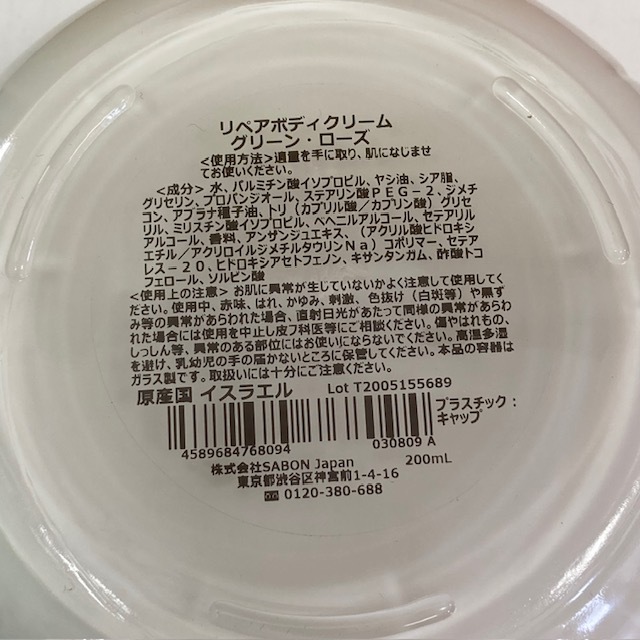 リペアボディクリーム
グリーン・ローズ
<使用方法>適量を手に取り、肌になじませ
てお使いください。
<成分> 水、パルミチン酸イソプロピル、ヤシ油、シア脂、
グリセリン、プロパンジオール、ステアリン酸PEG-2、ジメチ
コン、アブラナ種子油、トリ(カプリル酸/カプリン酸)グリセ
リル、ミリスチン酸イソプロピル、ベヘニルアルコール、セテアリル
アルコール、香料、アンサンジュエキス、(アクリル酸ヒドロキシ
エチル/アクリロイルジメチルタウリンNa)コポリマー、セテア
レス-20、ヒドロキシアセトフェノン、キサンタンガム、酢酸トコ
フェロール、ソルビン酸
<使用上の注意> お肌に異常が生じていないかよく注意して使用してく
ださい。使用中、赤味、はれ、かゆみ、刺激、色抜け(白斑等)や黒ず
み等の異常があらわれた場合、直射日光があたって同様の異常があらわ
れた場合には使用を中止し皮フ科医等にご相談ください。傷やはれもの、
しっしん等、異常のある部位にはお使いにならないでください。高温多湿
を避け、乳幼児の手の届かないところに保管してください。本品の容器は
ガラス製です。取扱いには十分にご注意ください。
原産国 イスラエル
Lot T2005155689
プラスチック:
キャップ
4589684768094
030809 A
株式会社SABON Japan
200mL
東京都渋谷区神宮前1-4-16
0120-380-688